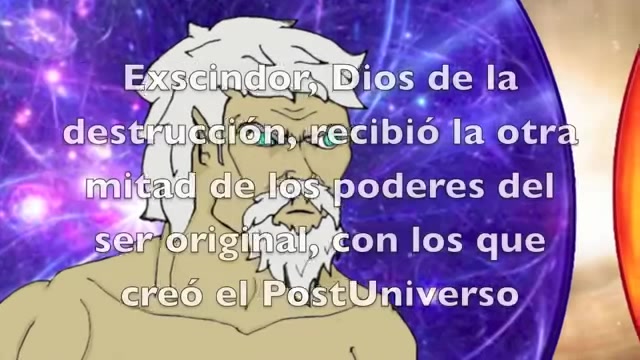 Exscindor, Dios de la
destrucción, recibió la otra
mitad de los poderes del
ser original, con los que
creó el PostUniverso